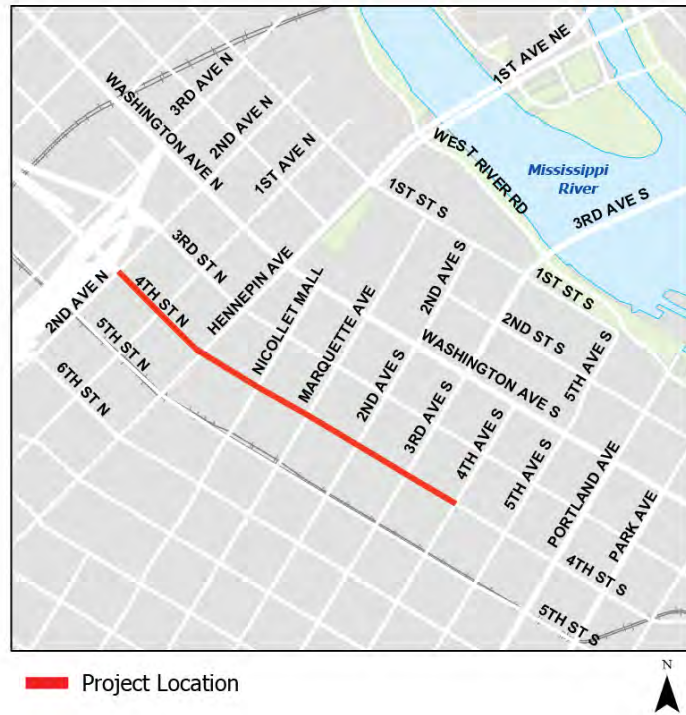 1ST AVE NE
3RD AVE N
WASHINGTON AVE N
2ND AVE N
1ST AVE N
WEST RIVER RD
Mississippi
River
1ST ST S
3RD AVE S
3RD ST N
HENNEPIN AVE
2ND AVE S
1ST ST S
2ND AVE N
4TH ST N
NICOLLET MALL
MARQUETTE AVE
2ND ST S
5TH ST N
WASHINGTON AVE S
5TH AVE S
6TH ST N
2ND AVE S
3RD AVE S
4TH AVE S
5TH AVE S
PORTLAND AVE
PARK AVE
4TH ST S
5TH ST S
Project Location
N